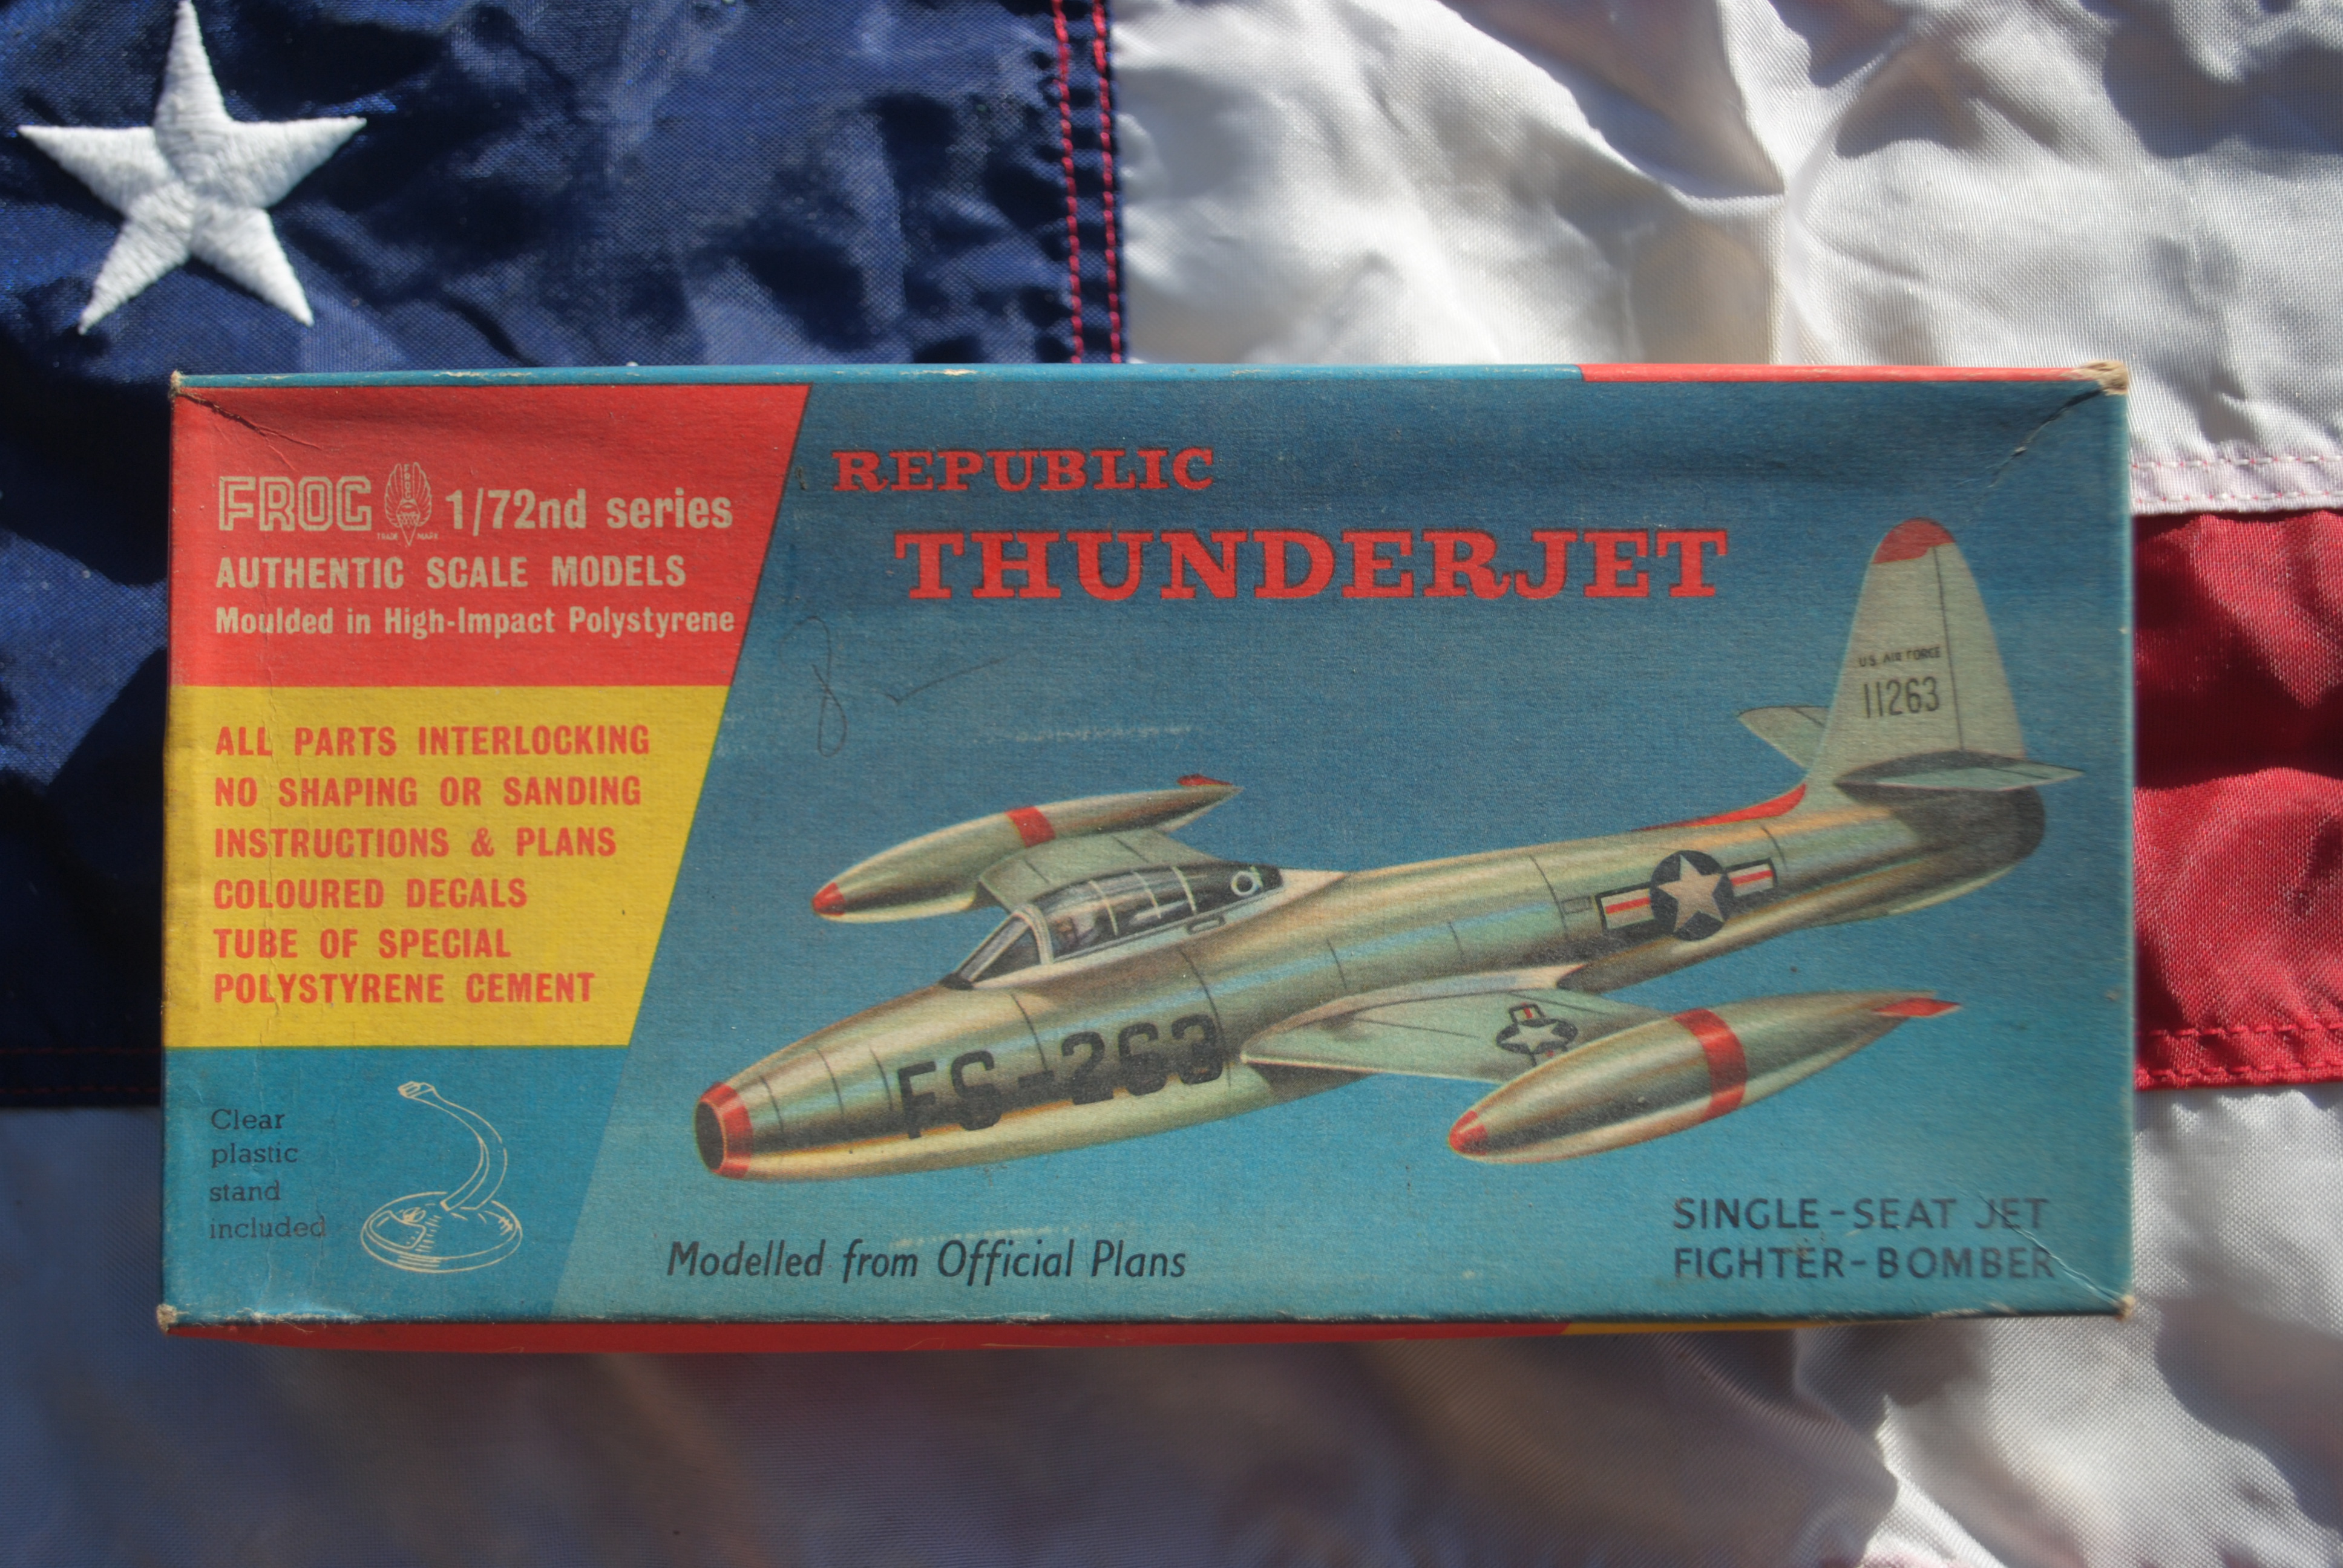 FROG 1/72nd series
TRADE MARK
AUTHENTIC SCALE MODELS
Moulded in High-Impact Polystyrene
ALL PARTS INTERLOCKING
NO SHAPING OR SANDING
INSTRUCTIONS & PLANS
COLOURED DECALS
TUBE OF SPECIAL
POLYSTYRENE CEMENT
Clear
plastic
stand
included
REPUBLIC
THUNDERJET
U.S. AIR FORCE
11263
FS-263
Modelled from Official Plans
SINGLE-SEAT JET
FIGHTER-BOMBER